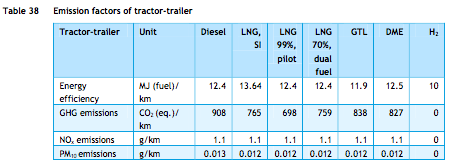 Table 38 Emission factors of tractor-trailer
Tractor-trailer Unit Diesel LNG, SI LNG 99%, pilot LNG 70%, dual fuel GTL DME H₂
Energy efficiency MJ (fuel)/km 12.4 13.64 12.4 12.4 11.9 12.5 10
GHG emissions CO₂ (eq.)/km 908 765 698 759 838 827 0
NOₓ emissions g/km 1.1 1.1 1.1 1.1 1.1 1.1 0
PM₁₀ emissions g/km 0.013 0.012 0.012 0.012 0.012 0.012 0